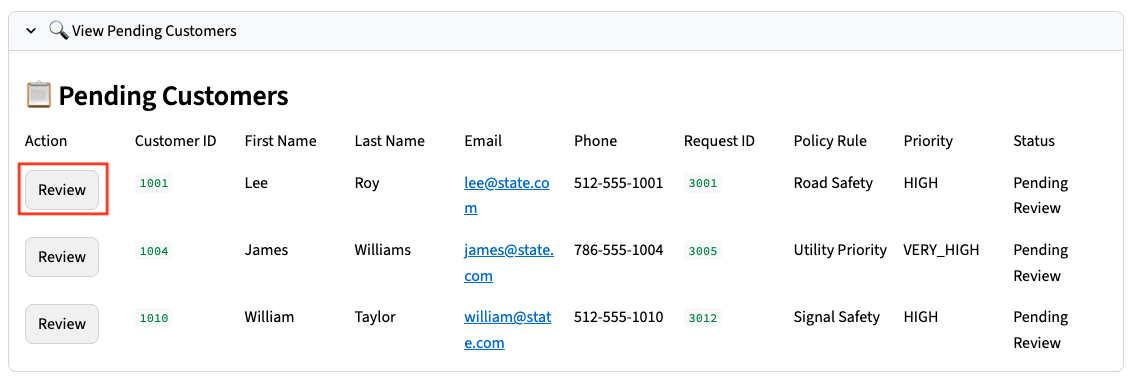 View Pending Customers
Pending Customers
Action Customer ID First Name Last Name Email Phone Request ID Policy Rule Priority Status
Review 1001 Lee Roy lee@state.co 512-555-1001 3001 Road Safety HIGH Pending
m Review
Review 1004 James Williams james@state. 786-555-1004 3005 Utility Priority VERY_HIGH Pending
com Review
Review 1010 William Taylor william@stat 512-555-1010 3012 Signal Safety HIGH Pending
e.com Review